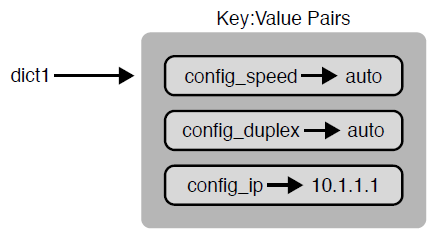 Key:Value Pairs
dict1
config_speed auto
config_duplex auto
config_ip 10.1.1.1